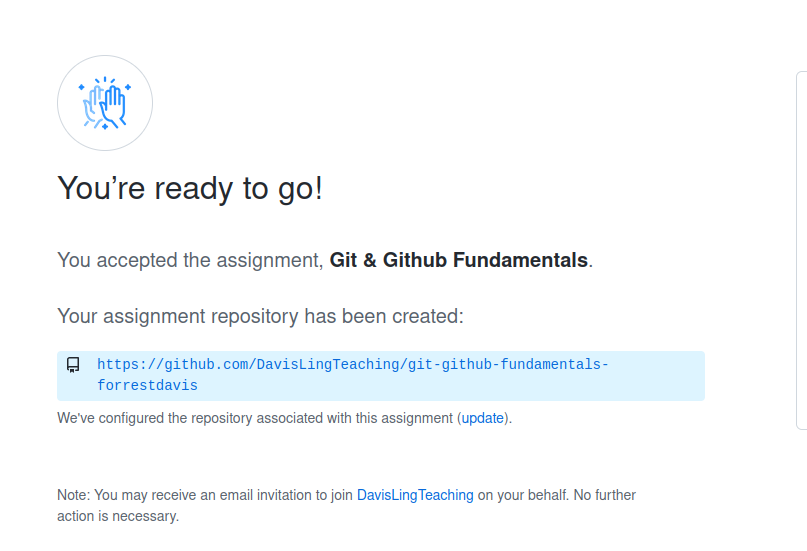 You’re ready to go!
You accepted the assignment, Git & Github Fundamentals.
Your assignment repository has been created:
https://github.com/DavisLingTeaching/git-github-fundamentals-
forrestdavis
We've configured the repository associated with this assignment (update).
Note: You may receive an email invitation to join DavisLingTeaching on your behalf. No further
action is necessary.